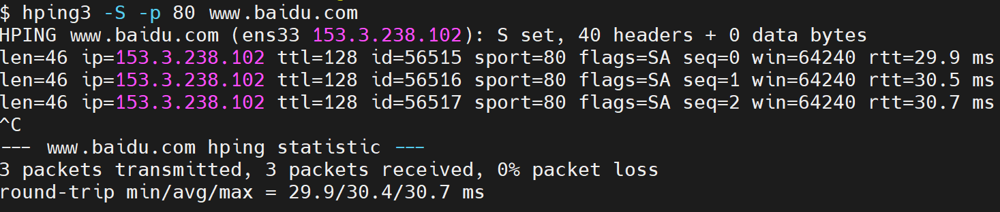 $ hping3 -S -p 80 www.baidu.com
HPING www.baidu.com (ens33 153.3.238.102): S set, 40 headers + 0 data bytes
len=46 ip=153.3.238.102 ttl=128 id=56515 sport=80 flags=SA seq=0 win=64240 rtt=29.9 ms
len=46 ip=153.3.238.102 ttl=128 id=56516 sport=80 flags=SA seq=1 win=64240 rtt=30.5 ms
len=46 ip=153.3.238.102 ttl=128 id=56517 sport=80 flags=SA seq=2 win=64240 rtt=30.7 ms
^C
--- www.baidu.com hping statistic ---
3 packets transmitted, 3 packets received, 0% packet loss
round-trip min/avg/max = 29.9/30.4/30.7 ms